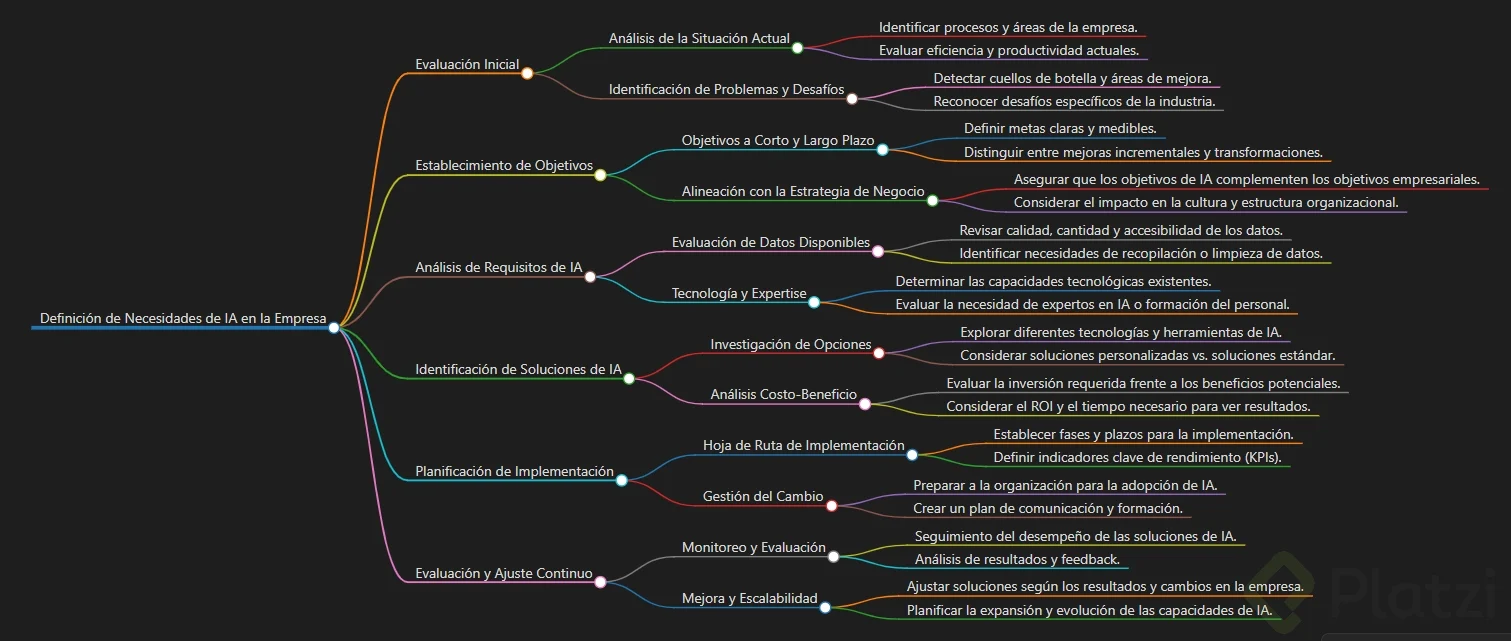 Definición de Necesidades de IA en la Empresa
Evaluación Inicial
Análisis de la Situación Actual
Identificar procesos y áreas de la empresa.
Evaluar eficiencia y productividad actuales.
Identificación de Problemas y Desafíos
Detectar cuellos de botella y áreas de mejora.
Reconocer desafíos específicos de la industria.
Establecimiento de Objetivos
Objetivos a Corto y Largo Plazo
Definir metas claras y medibles.
Distinguir entre mejoras incrementales y transformaciones.
Alineación con la Estrategia de Negocio
Asegurar que los objetivos de IA complementen los objetivos empresariales.
Considerar el impacto en la cultura y estructura organizacional.
Análisis de Requisitos de IA
Evaluación de Datos Disponibles
Revisar calidad, cantidad y accesibilidad de los datos.
Identificar necesidades de recopilación o limpieza de datos.
Tecnología y Expertise
Determinar las capacidades tecnológicas existentes.
Evaluar la necesidad de expertos en IA o formación del personal.
Identificación de Soluciones de IA
Investigación de Opciones
Explorar diferentes tecnologías y herramientas de IA.
Considerar soluciones personalizadas vs. soluciones estándar.
Análisis Costo-Beneficio
Evaluar la inversión requerida frente a los beneficios potenciales.
Considerar el ROI y el tiempo necesario para ver resultados.
Planificación de Implementación
Hoja de Ruta de Implementación
Establecer fases y plazos para la implementación.
Definir indicadores clave de rendimiento (KPIs).
Gestión del Cambio
Preparar a la organización para la adopción de IA.
Crear un plan de comunicación y formación.
Evaluación y Ajuste Continuo
Monitoreo y Evaluación
Seguimiento del desempeño de las soluciones de IA.
Análisis de resultados y feedback.
Mejora y Escalabilidad
Ajustar soluciones según los resultados y cambios en la empresa.
Planificar la expansión y evolución de las capacidades de IA.
Platzi